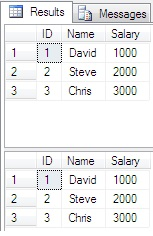 Results Messages
ID Name Salary
1 1 David 1000
2 2 Steve 2000
3 3 Chris 3000
ID Name Salary
1 1 David 1000
2 2 Steve 2000
3 3 Chris 3000